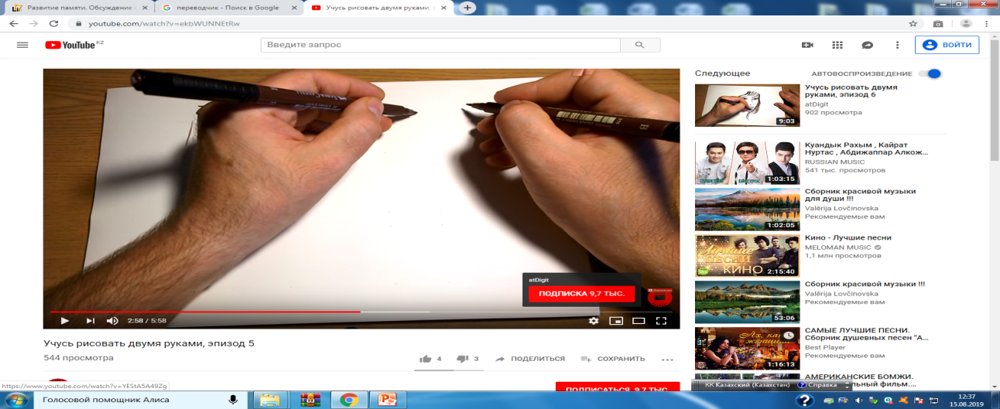 Развитие памяти. Обсуждение
переводчик - Поиск в Google
Учусь рисовать двумя руками, э
youtube.com/watch?v=ekbWUNNEtRw
YouTube KZ
Введите запрос
ВОЙТИ
atDigit
ПОДПИСКА 9,7 ТЫС.
2:58 / 5:58
Учусь рисовать двумя руками, эпизод 5
544 просмотра
4
3
ПОДЕЛИТЬСЯ
СОХРАНИТЬ
ПОДПИСАТЬСЯ 9,7 ТЫС.
Следующее
АВТОВОСПРОИЗВЕДЕНИЕ
9:03
Учусь рисовать двумя
руками, эпизод 6
atDigit
902 просмотра
1:03:15
Куандык Рахым , Кайрат
Нуртас , Абдижаппар Алкож...
RUSSIAN MUSIC
541 тыс. просмотров
1:02:05
Сборник красивой музыки
для души !!!
Valērija Lovčinovska
Рекомендуемые вам
Лучшие
ПЕСНИ
КИНО
2:15:40
Кино - Лучшие песни
MELOMAN MUSIC
1,1 млн просмотров
53:06
Сборник красивой музыки !!!
Valērija Lovčinovska
Рекомендуемые вам
1:16:13
САМЫЕ ЛУЧШИЕ ПЕСНИ.
Сборник душевных песен "А...
Best Player
Рекомендуемые вам
АМЕРИКАНСКИЕ БОМЖИ.
льный фильм....
https://www.youtube.com/watch?v=YEStA5A49Zg
KK Казахский (Казахстан)
Справка
Голосовой помощник Алиса
12:37
15.08.2019